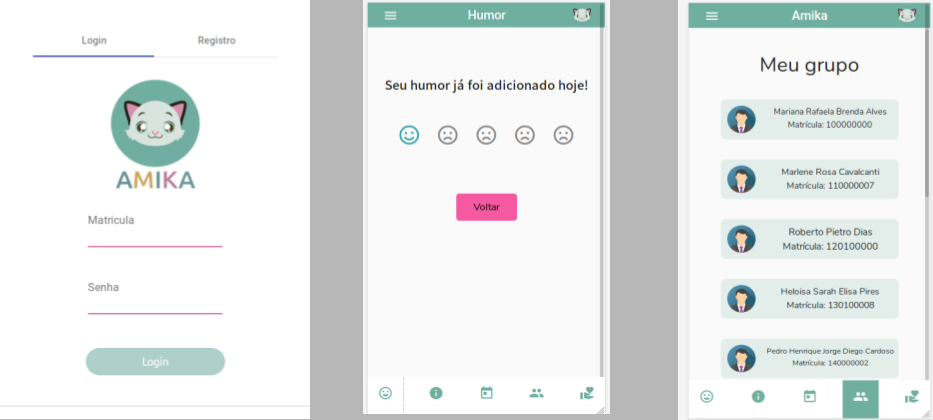 Login Registro
AMIKA
Matricula
Senha
Login
Humor
Seu humor já foi adicionado hoje!
Voltar
Amika
Meu grupo
Mariana Rafaela Brenda Alves
Matrícula: 100000000
Marlene Rosa Cavalcanti
Matrícula: 110000007
Roberto Pietro Dias
Matrícula: 120100000
Heloisa Sarah Elisa Pires
Matrícula: 130100008
Pedro Henrique Jorge Diego Cardoso
Matrícula: 140000002